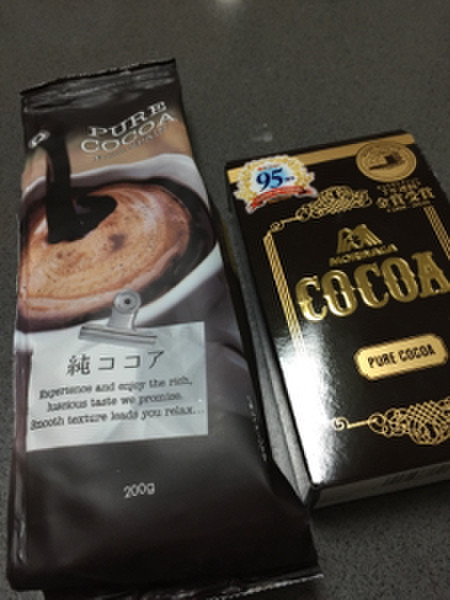 PURE
COCOA
純ココア
Experience and enjoy the rich,
luscious taste we promise.
Smooth texture leads you relax...
200g
95
MORINAGA
COCOA
PURE COCOA